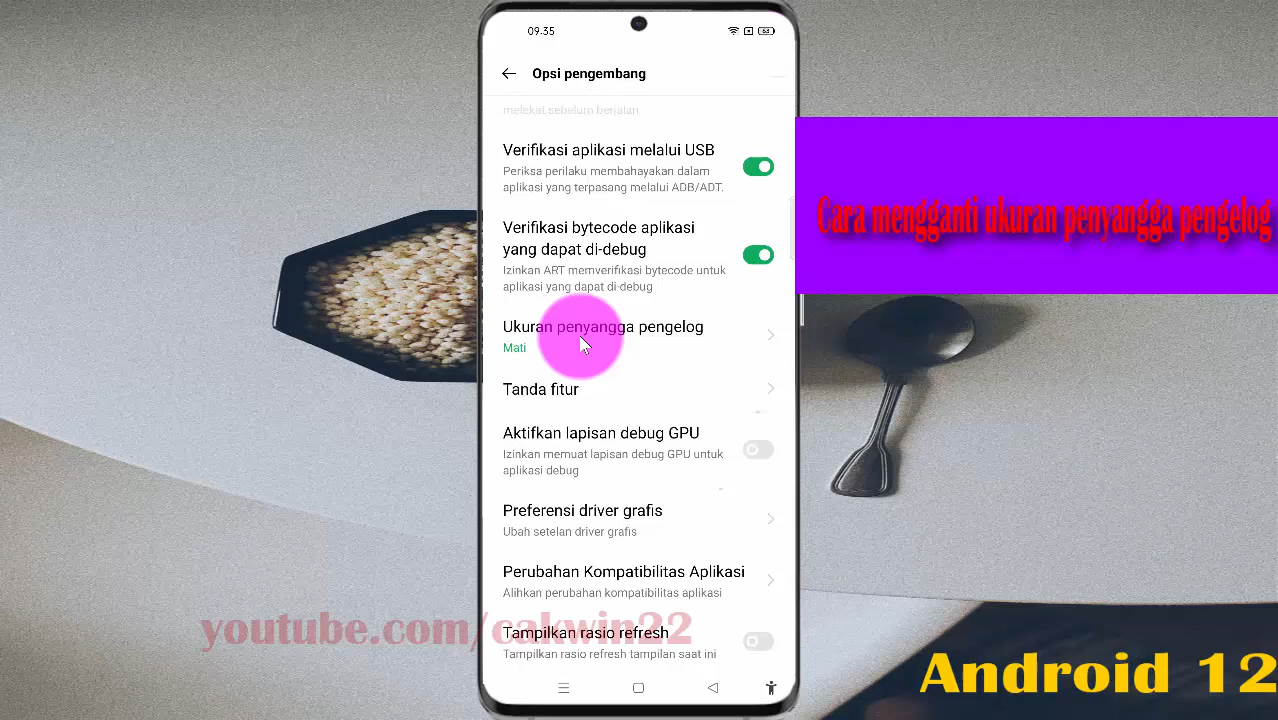 09.35
63
Opsi pengembang
melekat sebelum berjalan
Verifikasi aplikasi melalui USB
Periksa perilaku membahayakan dalam
aplikasi yang terpasang melalui ADB/ADT.
Verifikasi bytecode aplikasi
yang dapat di-debug
Izinkan ART memverifikasi bytecode untuk
aplikasi yang dapat di-debug
Ukuran penyangga pengelog
Mati
Tanda fitur
Aktifkan lapisan debug GPU
Izinkan memuat lapisan debug GPU untuk
aplikasi debug
Preferensi driver grafis
Ubah setelan driver grafis
Perubahan Kompatibilitas Aplikasi
Alihkan perubahan kompatibilitas aplikasi
Tampilkan rasio refresh
Tampilkan rasio refresh tampilan saat ini
Cara mengganti ukuran penyangga pengelog
youtube.com/cakwin22
Android 12